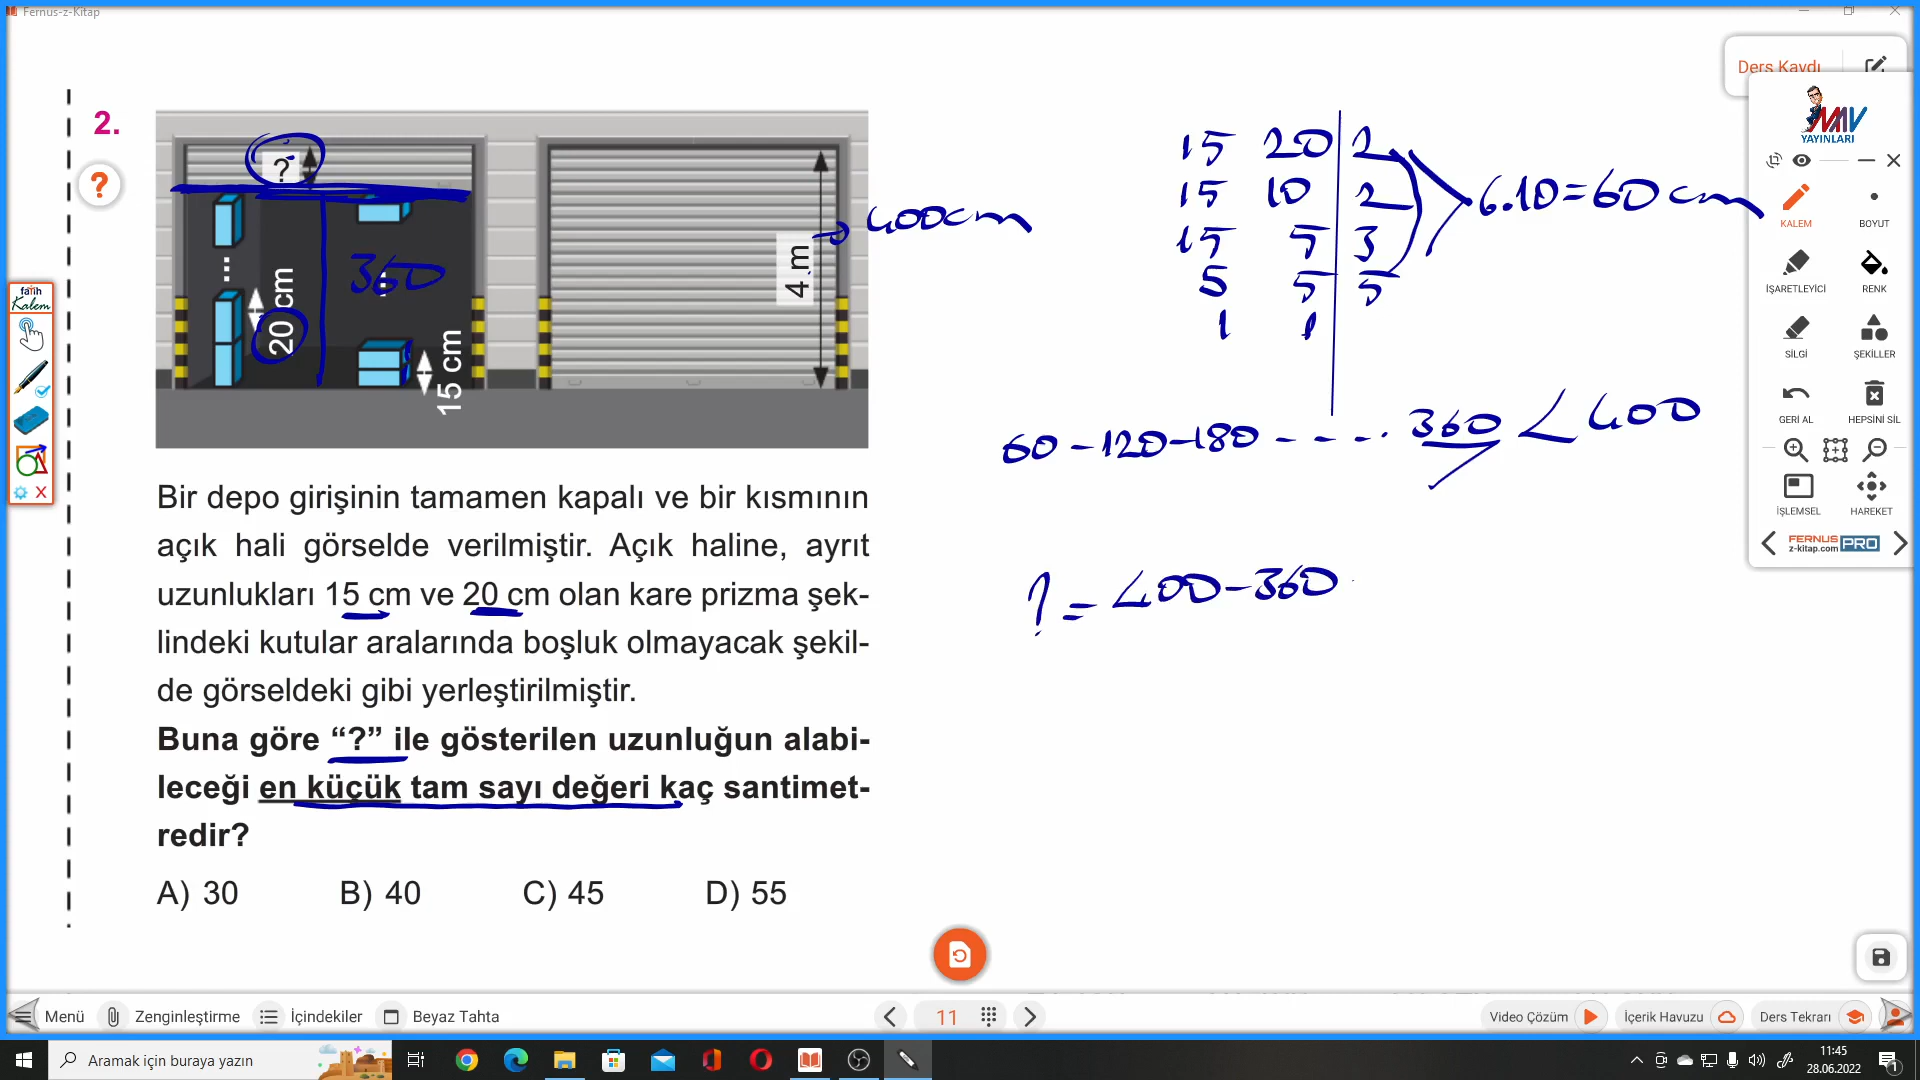 Fernus-z-Kitap
Ders Kaydı
2.
?
?
...
20 cm
360
15 cm
4 m
400cm
15 20 2
15 10 2
15 5 3
5 5 5
1 1
6.10=60 cm
60-120-180---. 360 < 400
? = 400-360
Bir depo girişinin tamamen kapalı ve bir kısmının
açık hali görselde verilmiştir. Açık haline, ayrıt
uzunlukları 15 cm ve 20 cm olan kare prizma şek-
lindeki kutular aralarında boşluk olmayacak şekil-
de görseldeki gibi yerleştirilmiştir.
Buna göre “?” ile gösterilen uzunluğun alabi-
leceği en küçük tam sayı değeri kaç santimet-
redir?
A) 30 B) 40 C) 45 D) 55
fatih
Kalem
MAV
YAYINLARI
KALEM BOYUT
İŞARETLEYİCİ RENK
SİLGİ ŞEKİLLER
GERİ AL HEPSİNİ SİL
İŞLEMSEL HAREKET
FERNUS
z-kitap.com PRO
Menü Zenginleştirme İçindekiler Beyaz Tahta
11
Video Çözüm İçerik Havuzu Ders Tekrarı
Aramak için buraya yazın
11:45
28.06.2022
1